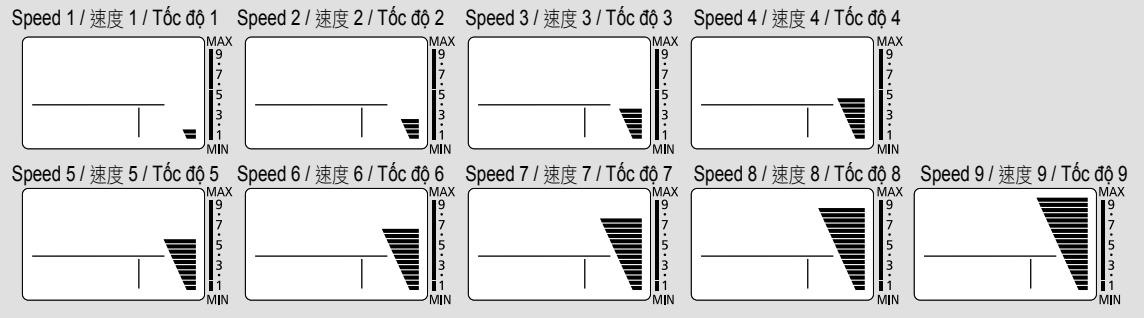 Speed 1 / 速度 1 / Tốc độ 1
MAX
9
7
5
3
1
MIN
Speed 2 / 速度 2 / Tốc độ 2
MAX
9
7
5
3
1
MIN
Speed 3 / 速度 3 / Tốc độ 3
MAX
9
7
5
3
1
MIN
Speed 4 / 速度 4 / Tốc độ 4
MAX
9
7
5
3
1
MIN
Speed 5 / 速度 5 / Tốc độ 5
MAX
9
7
5
3
1
MIN
Speed 6 / 速度 6 / Tốc độ 6
MAX
9
7
5
3
1
MIN
Speed 7 / 速度 7 / Tốc độ 7
MAX
9
7
5
3
1
MIN
Speed 8 / 速度 8 / Tốc độ 8
MAX
9
7
5
3
1
MIN
Speed 9 / 速度 9 / Tốc độ 9
MAX
9
7
5
3
1
MIN